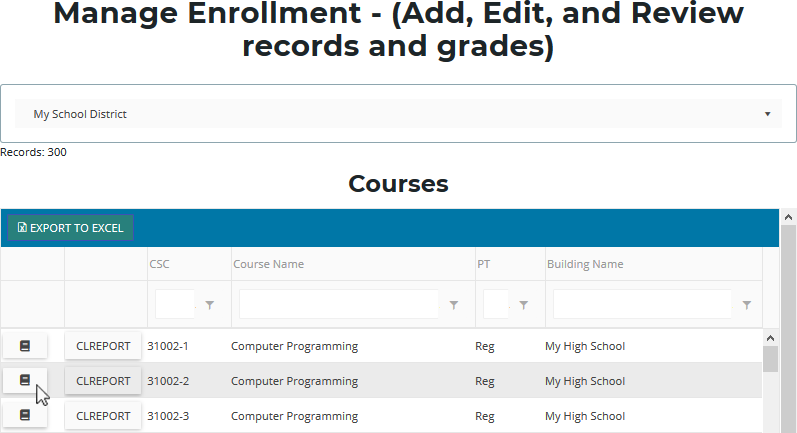 Manage Enrollment - (Add, Edit, and Review
records and grades)
My School District
Records: 300
Courses
EXPORT TO EXCEL
CSC Course Name PT Building Name
CLREPORT 31002-1 Computer Programming Reg My High School
CLREPORT 31002-2 Computer Programming Reg My High School
CLREPORT 31002-3 Computer Programming Reg My High School